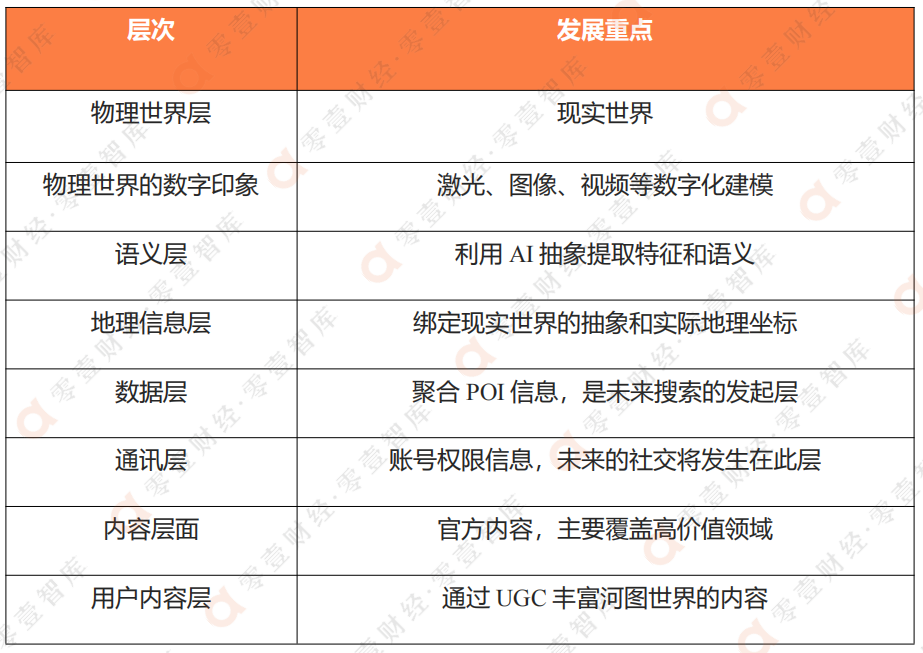 层次 发展重点
物理世界层 现实世界
物理世界的数字印象 激光、图像、视频等数字化建模
语义层 利用 AI 抽象提取特征和语义
地理信息层 绑定现实世界的抽象和实际地理坐标
数据层 聚合 POI 信息，是未来搜索的发起层
通讯层 账号权限信息，未来的社交将发生在此层
内容层面 官方内容，主要覆盖高价值领域
用户内容层 通过 UGC 丰富河图世界的内容
零壹财经·零壹智库